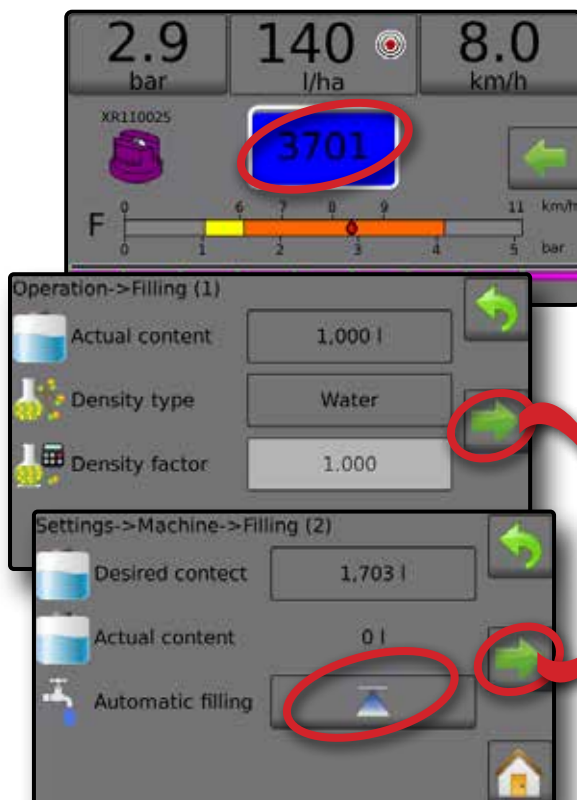 2.9 140 8.0
bar l/ha km/h
XR110025
3701
0 6 7 8 9 11 km/h
F
0 1 2 3 4 5 bar
Operation->Filling (1)
Actual content 1,000 l
Density type Water
Density factor 1.000
Settings->Machine->Filling (2)
Desired contect 1,703 l
Actual content 0 l
Automatic filling